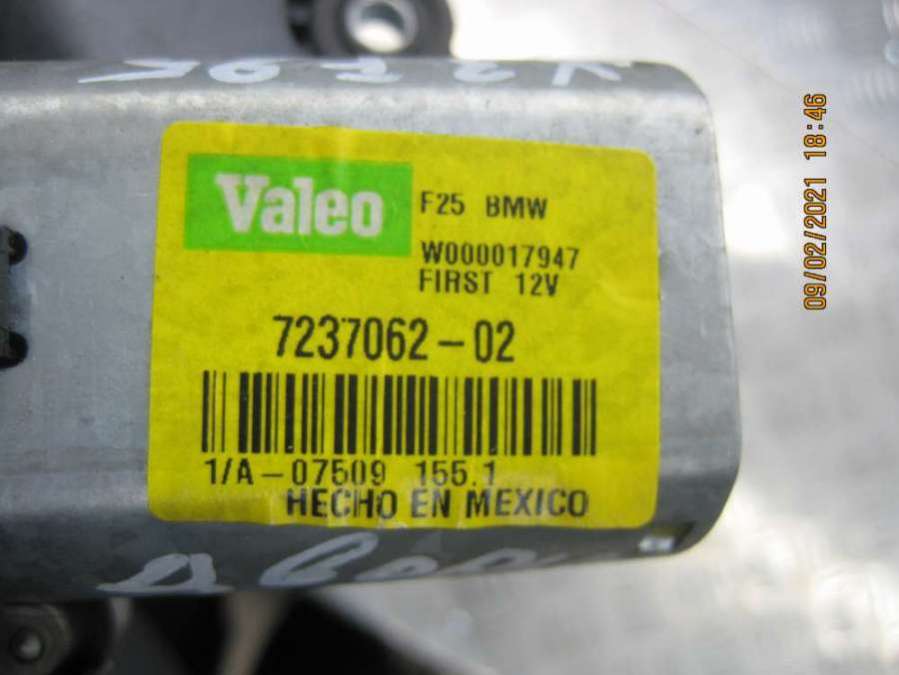 Valeo
F25 BMW
W000017947
FIRST 12V
7237062-02
1/A-07509 155.1
HECHO EN MEXICO
09/02/2021 18:46